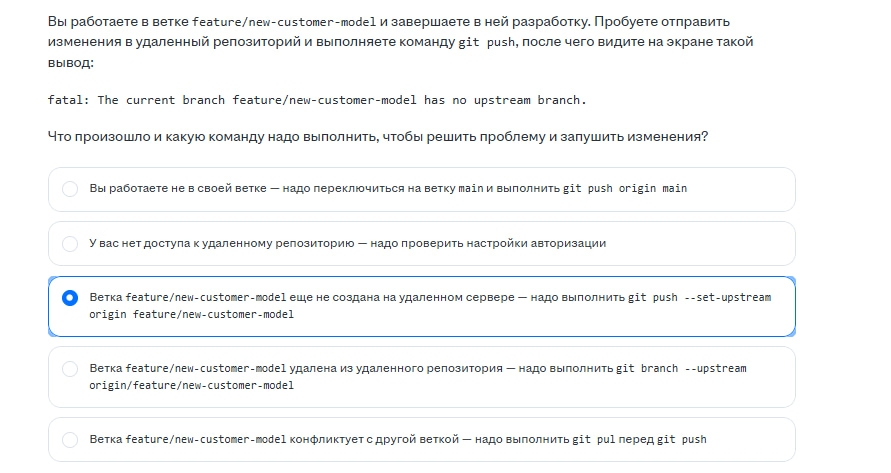 Вы работаете в ветке feature/new-customer-model и завершаете в ней разработку. Пробуете отправить
изменения в удаленный репозиторий и выполняете команду git push, после чего видите на экране такой
вывод:
fatal: The current branch feature/new-customer-model has no upstream branch.
Что произошло и какую команду надо выполнить, чтобы решить проблему и запушить изменения?
Вы работаете не в своей ветке — надо переключиться на ветку main и выполнить git push origin main
У вас нет доступа к удаленному репозиторию — надо проверить настройки авторизации
Ветка feature/new-customer-model еще не создана на удаленном сервере — надо выполнить git push --set-upstream
origin feature/new-customer-model
Ветка feature/new-customer-model удалена из удаленного репозитория — надо выполнить git branch --upstream
origin/feature/new-customer-model
Ветка feature/new-customer-model конфликтует с другой веткой — надо выполнить git pul перед git push